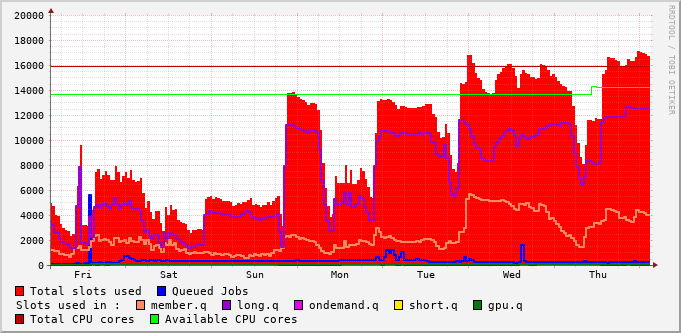 RRDTOOL / TOBI OETIKER
20000
18000
16000
14000
12000
10000
8000
6000
4000
2000
0
Fri Sat Sun Mon Tue Wed Thu
Total slots used Queued Jobs
Slots used in : member.q long.q ondemand.q short.q gpu.q
Total CPU cores Available CPU cores